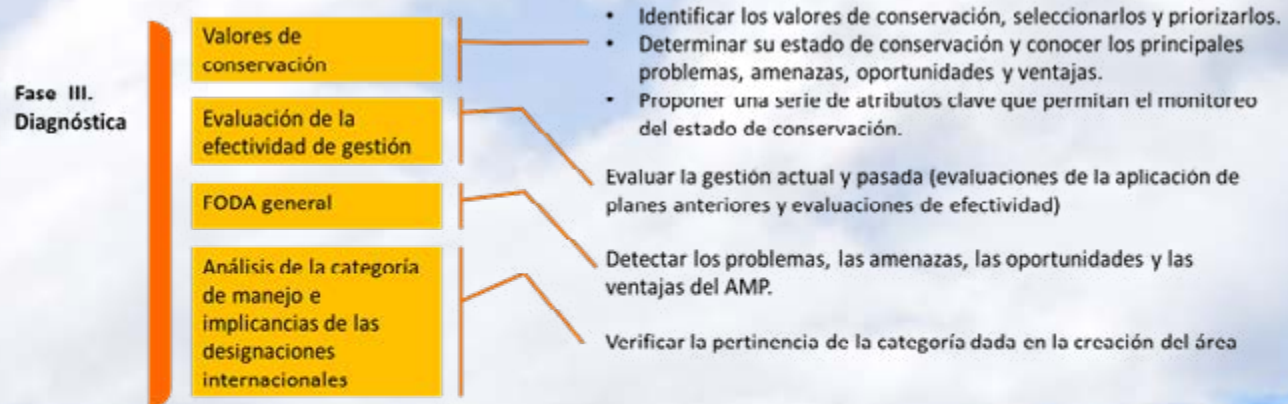 Fase III.
Diagnóstica
Valores de
conservación
• Identificar los valores de conservación, seleccionarlos y priorizarlos.
• Determinar su estado de conservación y conocer los principales
problemas, amenazas, oportunidades y ventajas.
• Proponer una serie de atributos clave que permitan el monitoreo
del estado de conservación.
Evaluación de la
efectividad de gestión
Evaluar la gestión actual y pasada (evaluaciones de la aplicación de
planes anteriores y evaluaciones de efectividad)
FODA general
Detectar los problemas, las amenazas, las oportunidades y las
ventajas del AMP.
Análisis de la categoría
de manejo e
implicancias de las
designaciones
internacionales
Verificar la pertinencia de la categoría dada en la creación del área